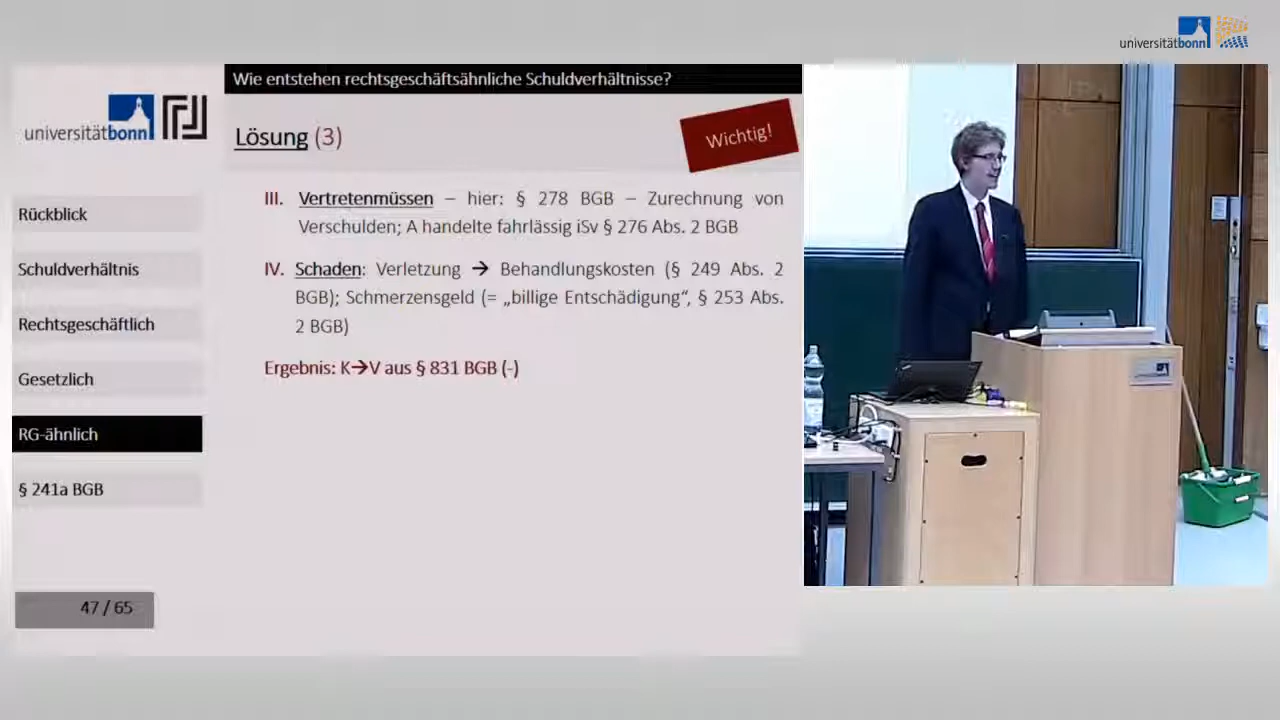 universitätbonn
Wie entstehen rechtsgeschäftsähnliche Schuldverhältnisse?
universitätbonn
Lösung (3)
Wichtig!
III. Vertretenmüssen – hier: § 278 BGB – Zurechnung von
Verschulden; A handelte fahrlässig iSv § 276 Abs. 2 BGB
IV. Schaden: Verletzung → Behandlungskosten (§ 249 Abs. 2
BGB); Schmerzensgeld (= „billige Entschädigung“, § 253 Abs.
2 BGB)
Ergebnis: K→V aus § 831 BGB (-)
Rückblick
Schuldverhältnis
Rechtsgeschäftlich
Gesetzlich
RG-ähnlich
§ 241a BGB
47 / 65